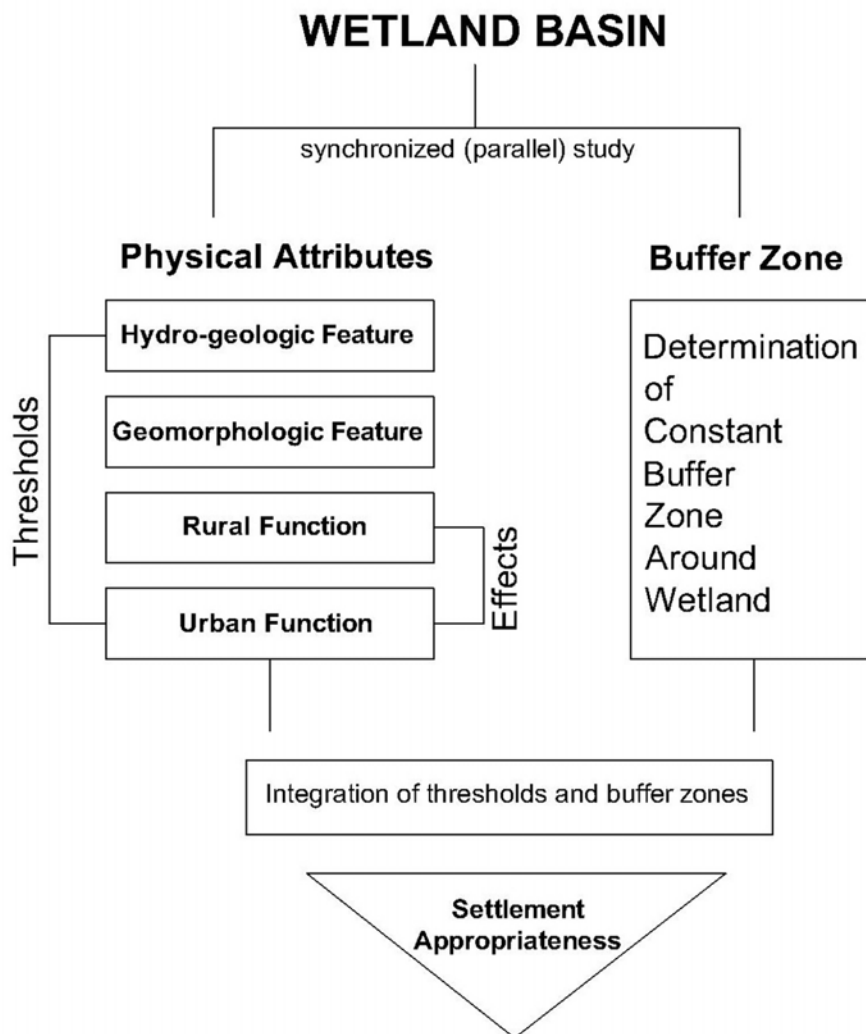 WETLAND BASIN
synchronized (parallel) study
Physical Attributes
Hydro-geologic Feature
Geomorphologic Feature
Rural Function
Urban Function
Thresholds
Effects
Buffer Zone
Determination
of
Constant
Buffer
Zone
Around
Wetland
Integration of thresholds and buffer zones
Settlement
Appropriateness